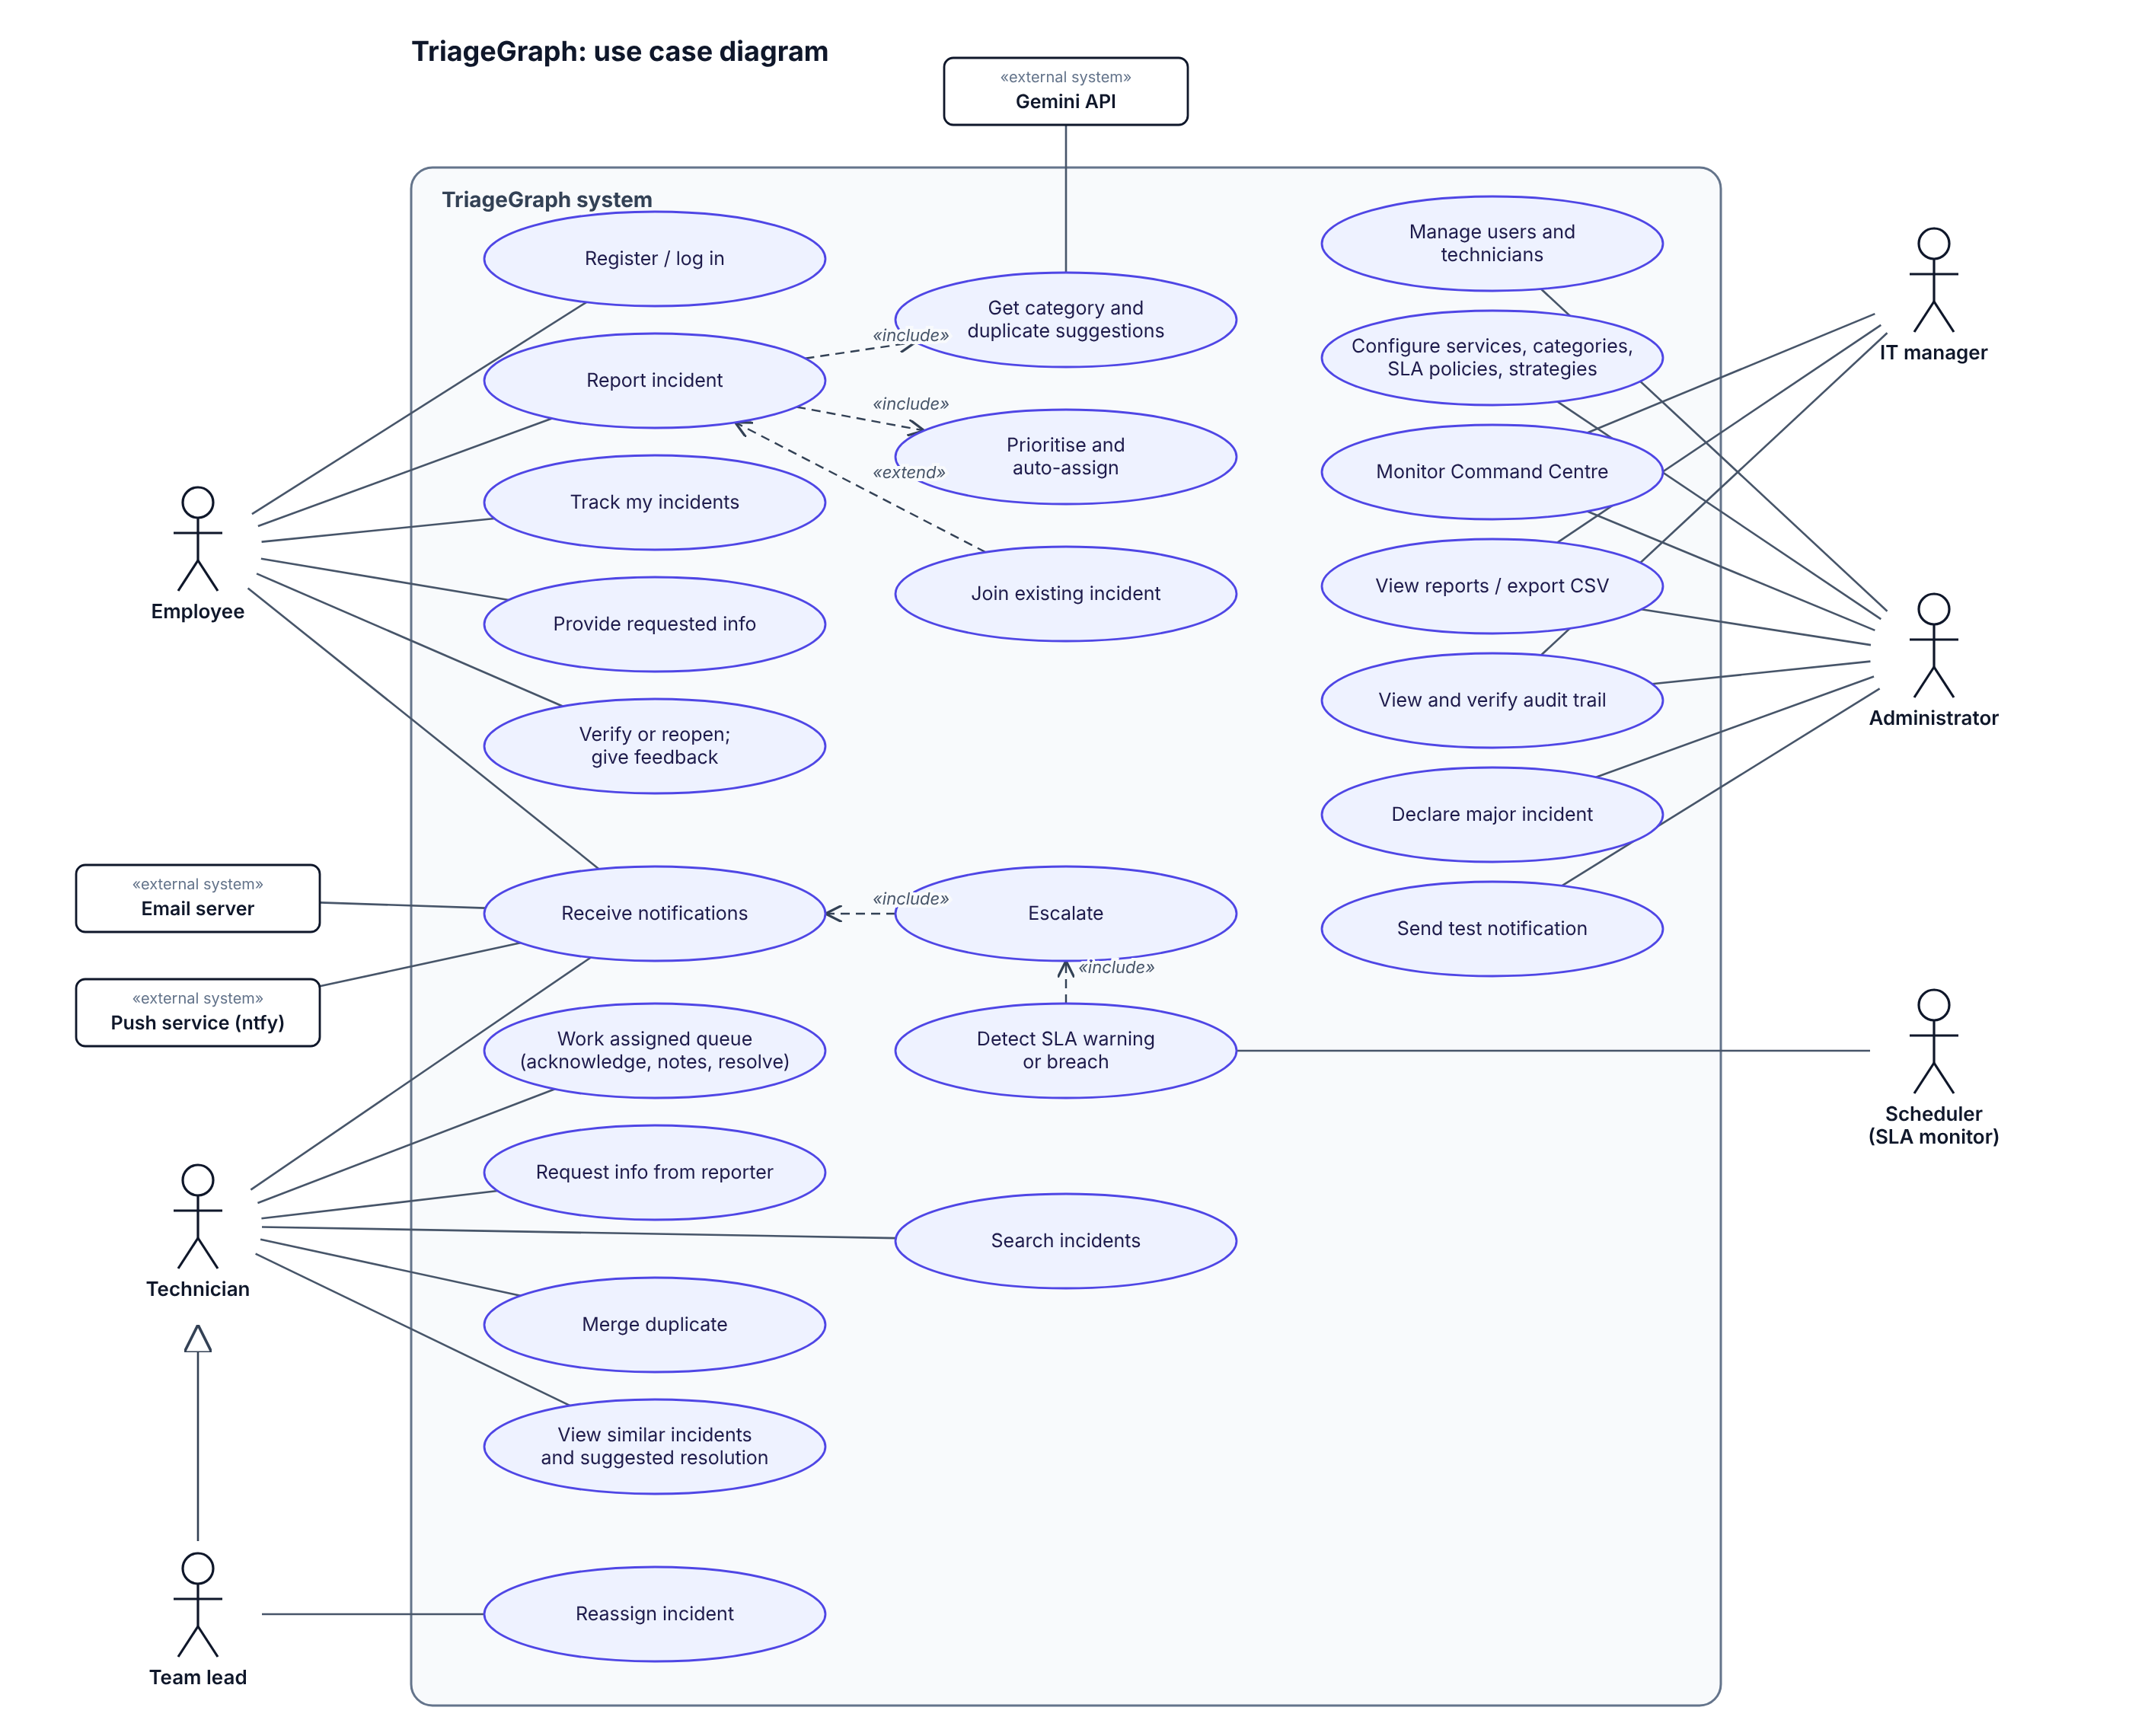 TriageGraph: use case diagram
«external system»
Gemini API
TriageGraph system
Register / log in
Manage users and
technicians
Get category and
duplicate suggestions
«include»
Configure services, categories,
SLA policies, strategies
IT manager
Report incident
«include»
Prioritise and
auto-assign
«extend»
Monitor Command Centre
Track my incidents
Join existing incident
View reports / export CSV
Employee
Provide requested info
View and verify audit trail
Administrator
Verify or reopen;
give feedback
Declare major incident
«external system»
Email server
Receive notifications
«include»
Escalate
Send test notification
«include»
«external system»
Push service (ntfy)
Work assigned queue
(acknowledge, notes, resolve)
Detect SLA warning
or breach
Scheduler
(SLA monitor)
Request info from reporter
Search incidents
Technician
Merge duplicate
View similar incidents
and suggested resolution
Reassign incident
Team lead